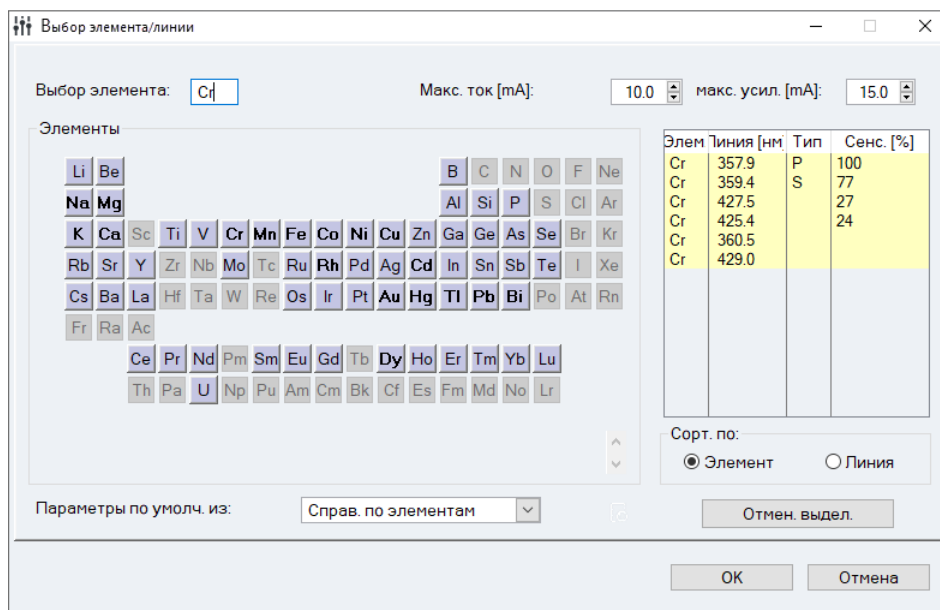 Выбор элемента/линии
Выбор элемента: Cr Макс. ток [mA]: 10.0 макс. усил. [mA]: 15.0
Элементы
Li Be B C N O F Ne
Na Mg Al Si P S Cl Ar
K Ca Sc Ti V Cr Mn Fe Co Ni Cu Zn Ga Ge As Se Br Kr
Rb Sr Y Zr Nb Mo Tc Ru Rh Pd Ag Cd In Sn Sb Te I Xe
Cs Ba La Hf Ta W Re Os Ir Pt Au Hg Tl Pb Bi Po At Rn
Fr Ra Ac
Ce Pr Nd Pm Sm Eu Gd Tb Dy Ho Er Tm Yb Lu
Th Pa U Np Pu Am Cm Bk Cf Es Fm Md No Lr
Элем Линия [нм Тип Сенс. [%]
Cr 357.9 P 100
Cr 359.4 S 77
Cr 427.5 27
Cr 425.4 24
Cr 360.5
Cr 429.0
Сорт. по:
Элемент Линия
Параметры по умолч. из: Справ. по элементам
Отмен. выдел.
OK Отмена